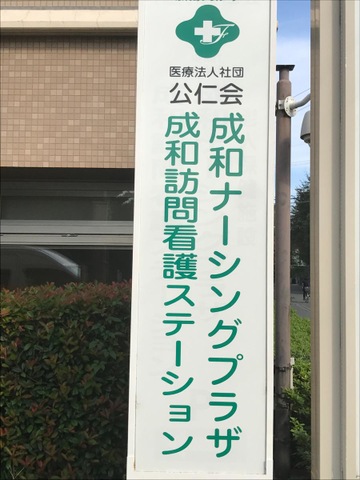 医療法人社団
公仁会
成和ナーシングプラザ
成和訪問看護ステーション